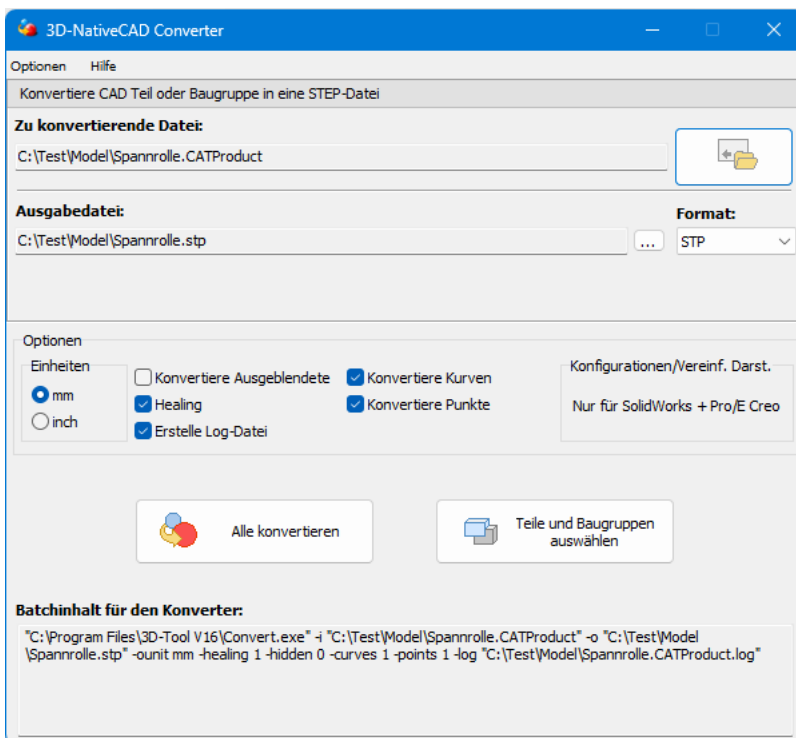 3D-NativeCAD Converter
Optionen Hilfe
Konvertiere CAD Teil oder Baugruppe in eine STEP-Datei
Zu konvertierende Datei:
C:\Test\Model\Spannrolle.CATProduct
Ausgabedatei:
Format:
C:\Test\Model\Spannrolle.stp
...
STP
Optionen
Einheiten
mm
inch
Konvertiere Ausgeblendete
Healing
Erstelle Log-Datei
Konvertiere Kurven
Konvertiere Punkte
Konfigurationen/Vereinf. Darst.
Nur für SolidWorks + Pro/E Creo
Alle konvertieren
Teile und Baugruppen
auswählen
Batchinhalt für den Konverter:
"C:\Program Files\3D-Tool V16\Convert.exe" -i "C:\Test\Model\Spannrolle.CATProduct" -o "C:\Test\Model
\Spannrolle.stp" -ounit mm -healing 1 -hidden 0 -curves 1 -points 1 -log "C:\Test\Model\Spannrolle.CATProduct.log"